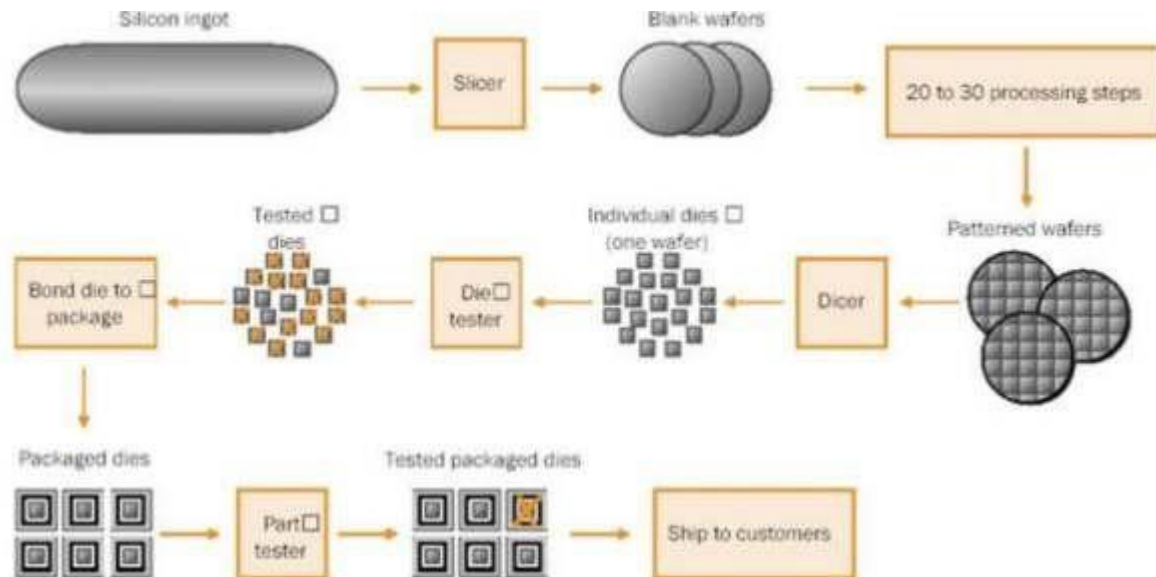 Silicon ingot
Slicer
Blank wafers
20 to 30 processing steps
Patterned wafers
Dicer
Individual dies □
(one wafer)
Die□
tester
Tested □
dies
Bond die to □
package
Packaged dies
Part□
tester
Tested packaged dies
Ship to customers